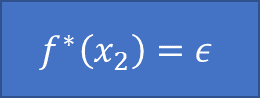 f*(x₂) = ϵ